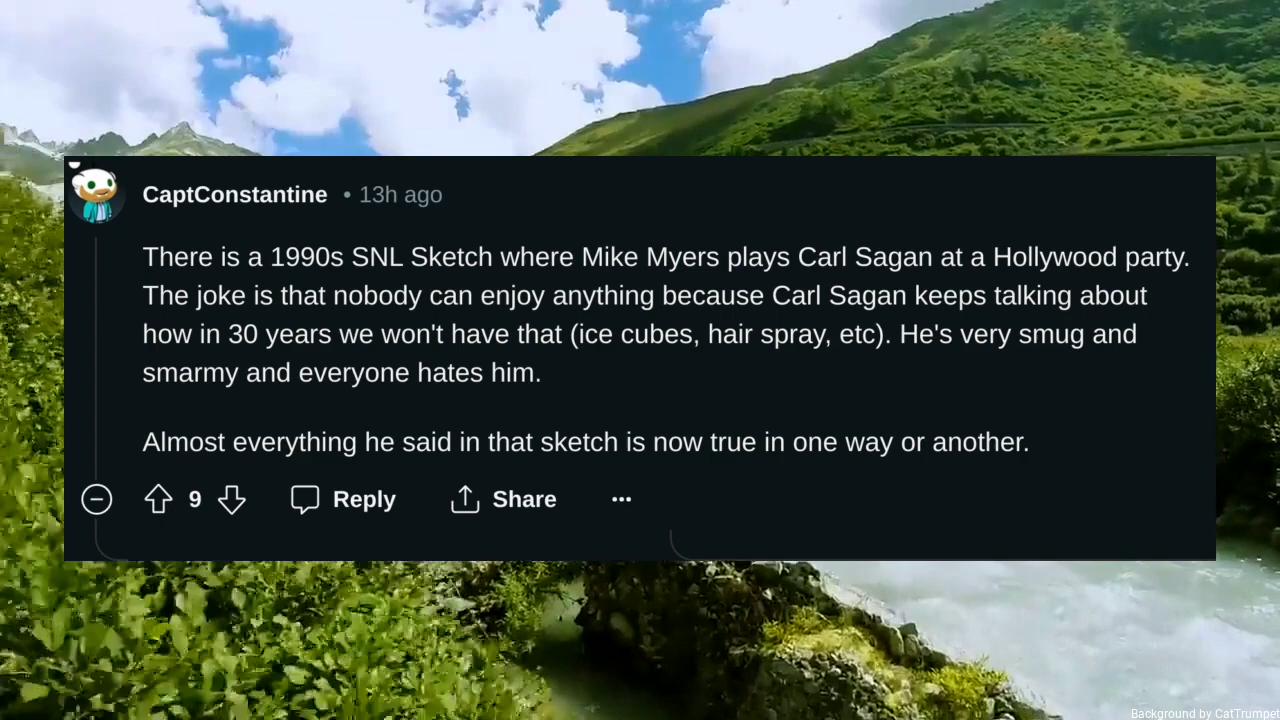 CaptConstantine • 13h ago
There is a 1990s SNL Sketch where Mike Myers plays Carl Sagan at a Hollywood party.
The joke is that nobody can enjoy anything because Carl Sagan keeps talking about
how in 30 years we won't have that (ice cubes, hair spray, etc). He's very smug and
smarmy and everyone hates him.
Almost everything he said in that sketch is now true in one way or another.
9 Reply Share
Background by CatTrumpet